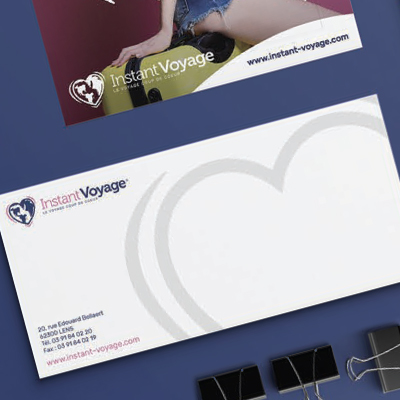 Instant Voyage
LE VOYAGE COUP DE COEUR
www.instant-voyage.com
Instant Voyage®
LE VOYAGE COUP DE COEUR
20, rue Edouard Bollaert
62300 LENS
Tél. 03 91 84 02 20
Fax : 03 91 84 02 19
www.instant-voyage.com